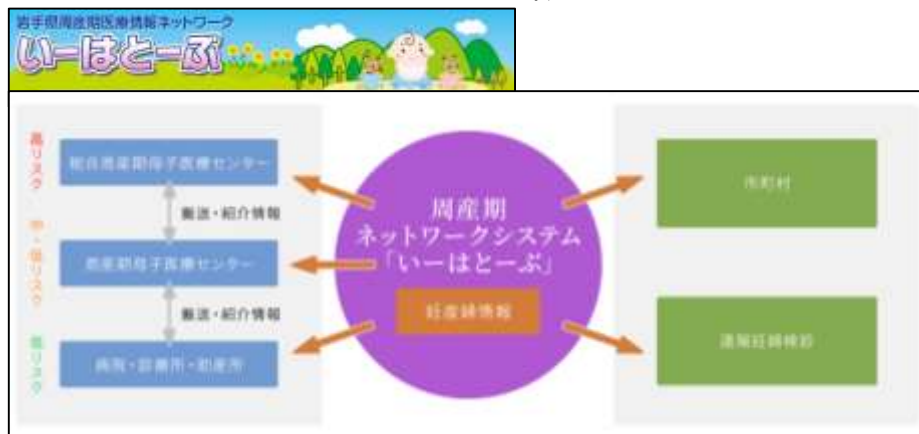 岩手県周産期医療情報ネットワーク
いーはとーぶ
高リスク
総合周産期母子医療センター
搬送・紹介情報
中・低リスク
周産期母子医療センター
搬送・紹介情報
低リスク
病院・診療所・助産所
周産期
ネットワークシステム
「いーはとーぶ」
妊産婦情報
市町村
遠隔妊婦検診